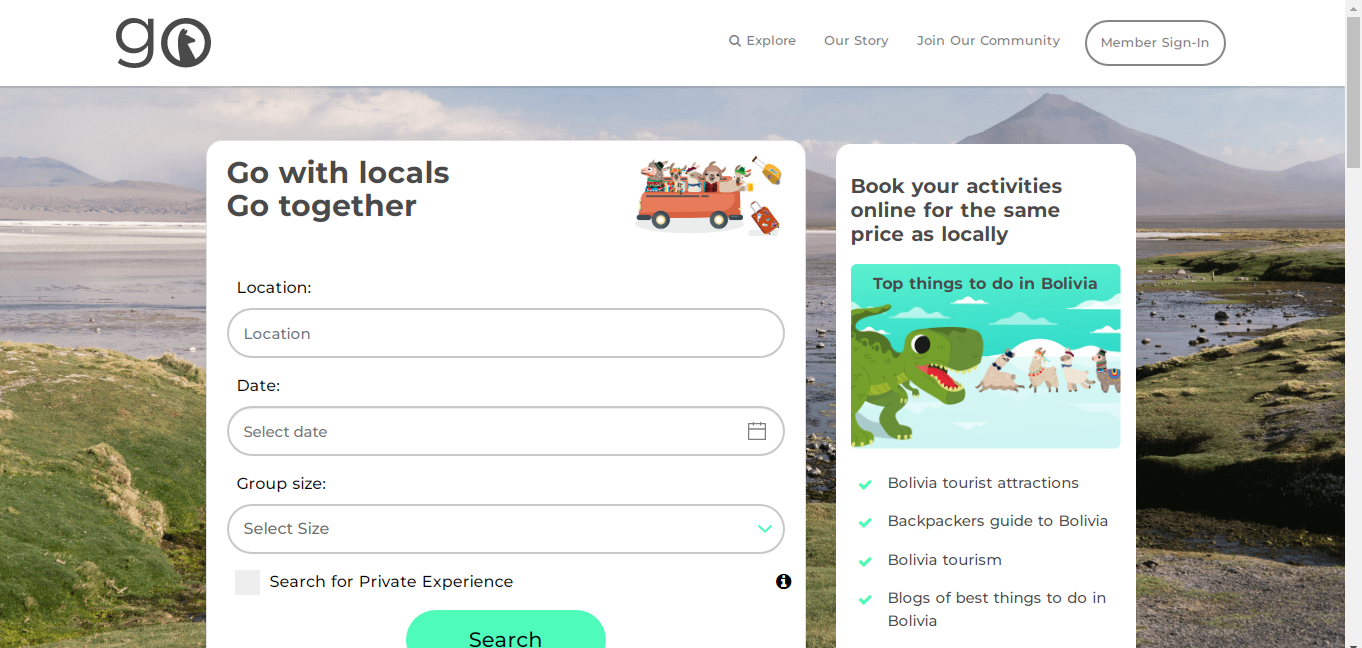 go
Explore
Our Story
Join Our Community
Member Sign-In
Go with locals
Go together
Location:
Location
Date:
Select date
Group size:
Select Size
Search for Private Experience
Search
Book your activities
online for the same
price as locally
Top things to do in Bolivia
Bolivia tourist attractions
Backpackers guide to Bolivia
Bolivia tourism
Blogs of best things to do in
Bolivia